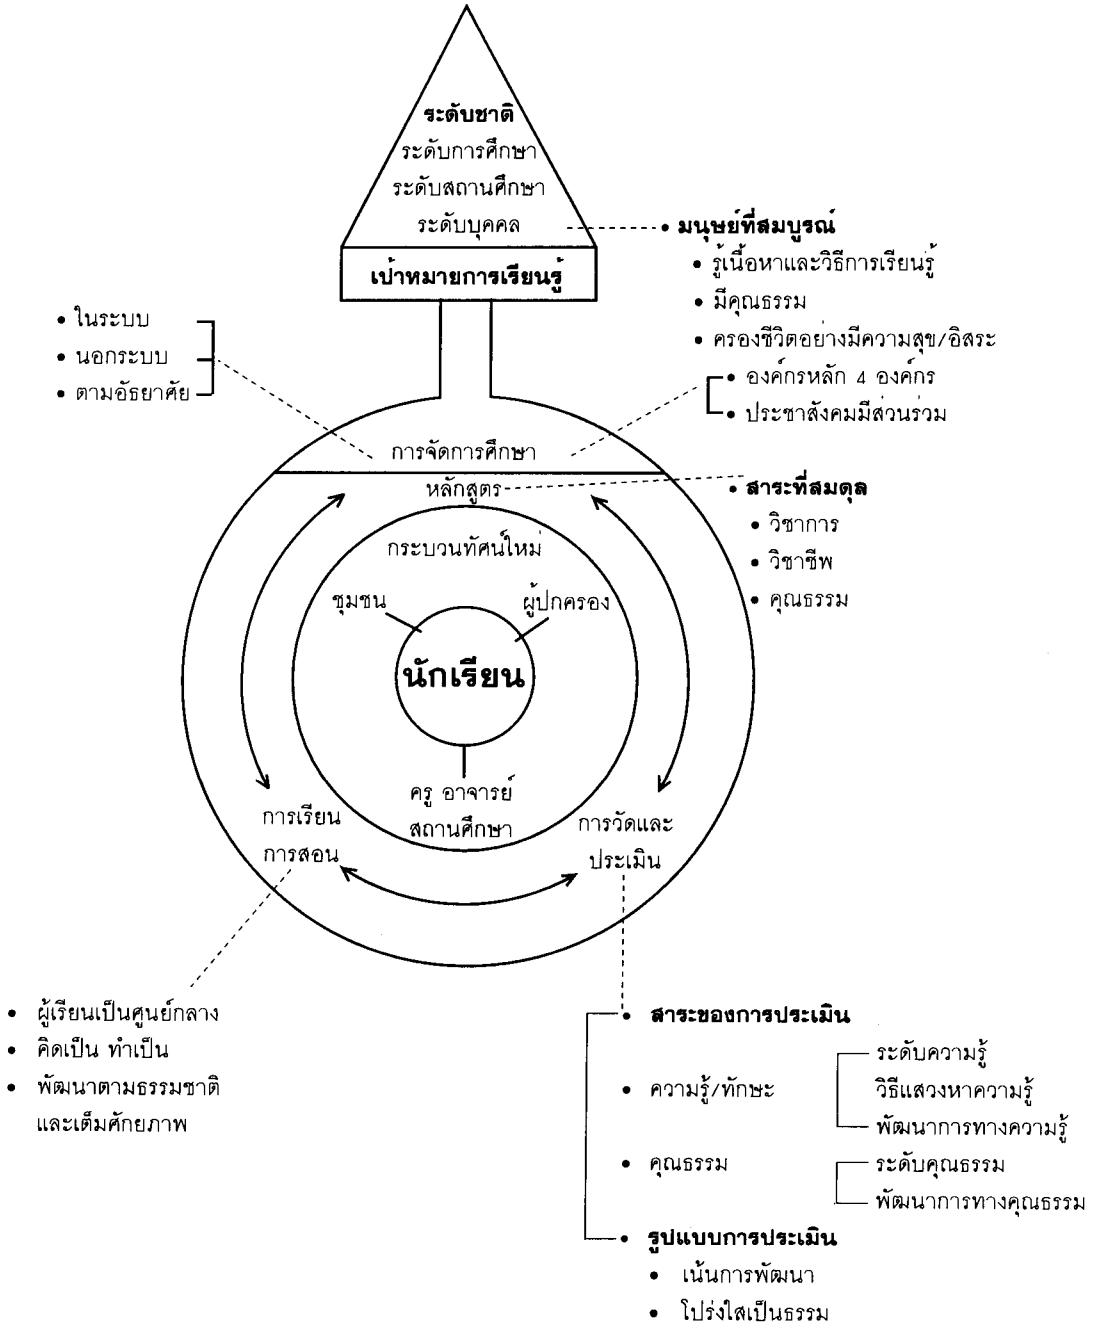 ระดับชาติ
ระดับการศึกษา
ระดับสถานศึกษา
ระดับบุคคล
• มนุษย์ที่สมบูรณ์
• รู้เนื้อหาและวิธีการเรียนรู้
• มีคุณธรรม
• ครองชีวิตอย่างมีความสุข/อิสระ
เป้าหมายการเรียนรู้
• ในระบบ
• นอกระบบ
• ตามอัธยาศัย
• องค์กรหลัก 4 องค์กร
• ประชาสังคมมีส่วนร่วม
การจัดการศึกษา
หลักสูตร
• สาระที่สมดุล
• วิชาการ
• วิชาชีพ
• คุณธรรม
กระบวนทัศน์ใหม่
ชุมชน
ผู้ปกครอง
นักเรียน
ครู อาจารย์
สถานศึกษา
การเรียน
การสอน
การวัดและ
ประเมิน
• ผู้เรียนเป็นศูนย์กลาง
• คิดเป็น ทำเป็น
• พัฒนาตามธรรมชาติ
และเต็มศักยภาพ
• สาระของการประเมิน
• ความรู้/ทักษะ
ระดับความรู้
วิธีแสวงหาความรู้
พัฒนาการทางความรู้
• คุณธรรม
ระดับคุณธรรม
พัฒนาการทางคุณธรรม
• รูปแบบการประเมิน
• เน้นการพัฒนา
• โปร่งใสเป็นธรรม